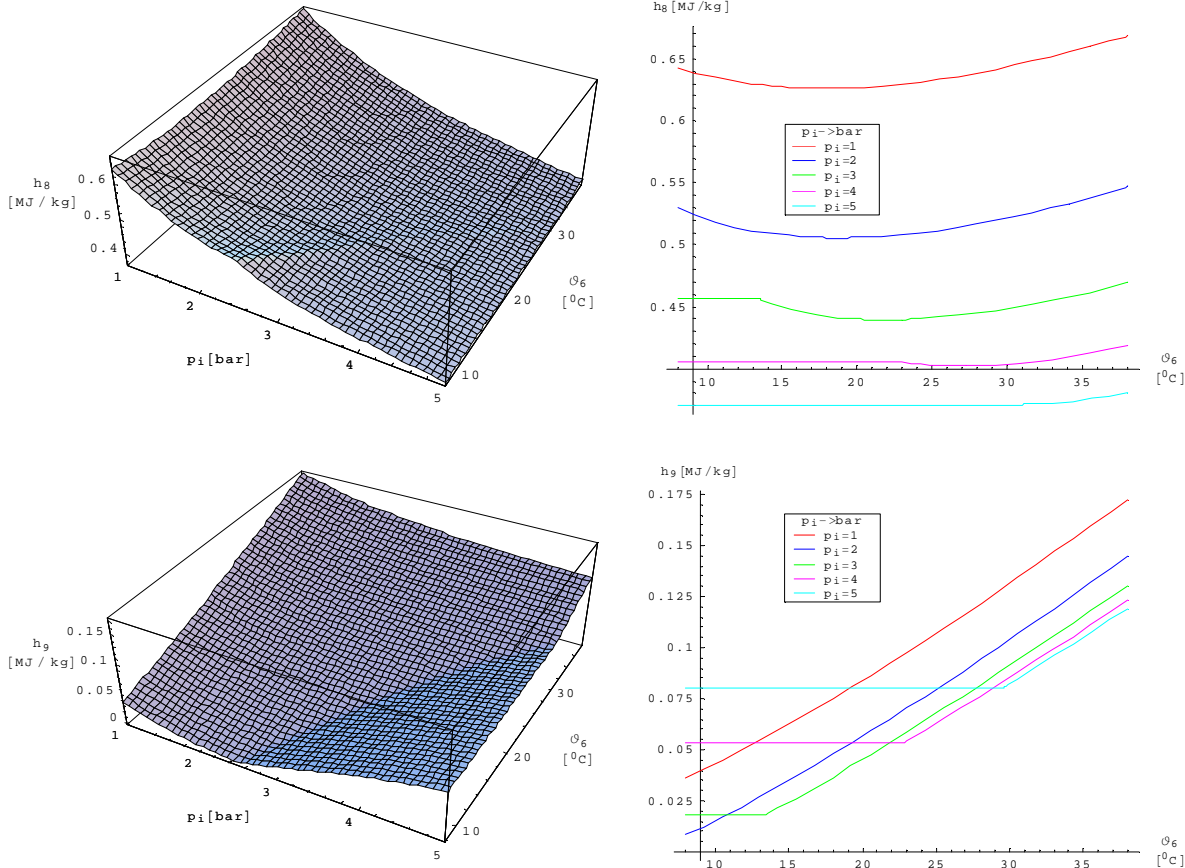 h8
[MJ/kg]
0.6
0.5
0.4
1
2
3
4
5
pi[bar]
10
20
30
ϑ6
[⁰C]
h8[MJ/kg]
0.65
0.6
0.55
0.5
0.45
pi->bar
pi=1
pi=2
pi=3
pi=4
pi=5
10
15
20
25
30
35
ϑ6
[⁰C]
h9
[MJ/kg]
0.15
0.1
0.05
0
1
2
3
4
5
pi[bar]
10
20
30
ϑ6
[⁰C]
h9[MJ/kg]
0.175
0.15
0.125
0.1
0.075
0.05
0.025
pi->bar
pi=1
pi=2
pi=3
pi=4
pi=5
10
15
20
25
30
35
ϑ6
[⁰C]